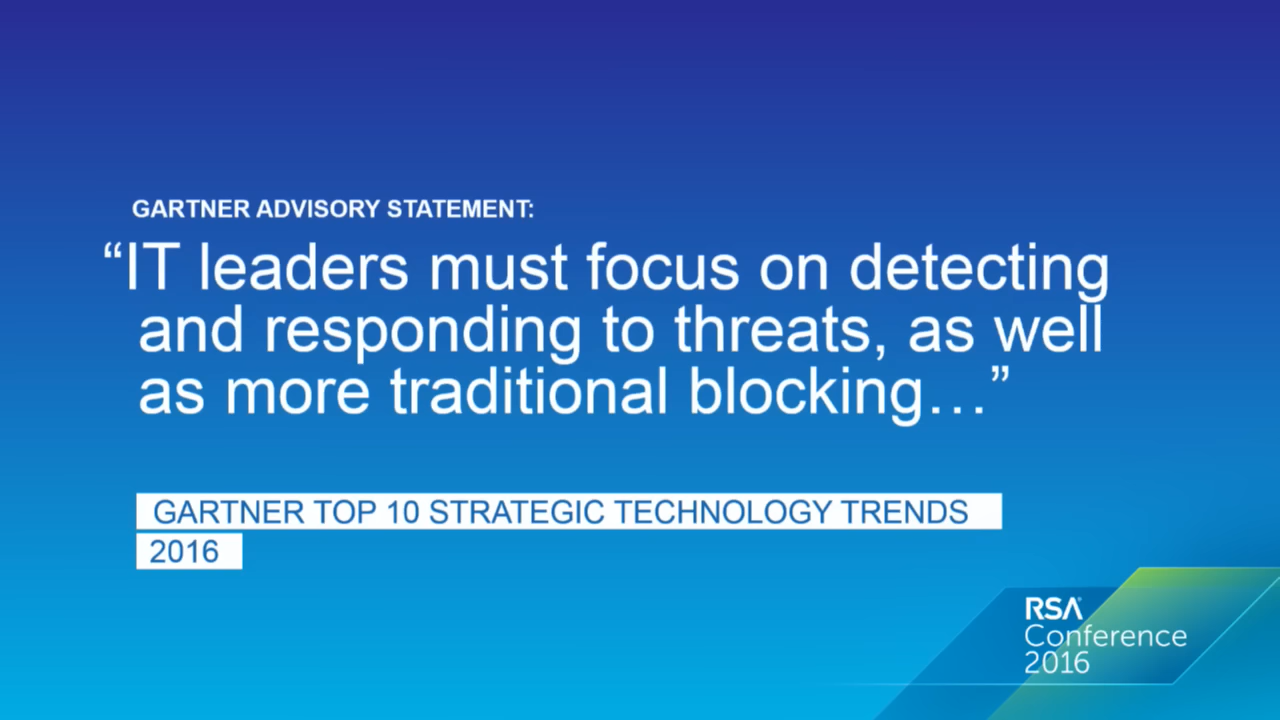 GARTNER ADVISORY STATEMENT:
“IT leaders must focus on detecting
and responding to threats, as well
as more traditional blocking…”
GARTNER TOP 10 STRATEGIC TECHNOLOGY TRENDS
2016
RSA®
Conference
2016